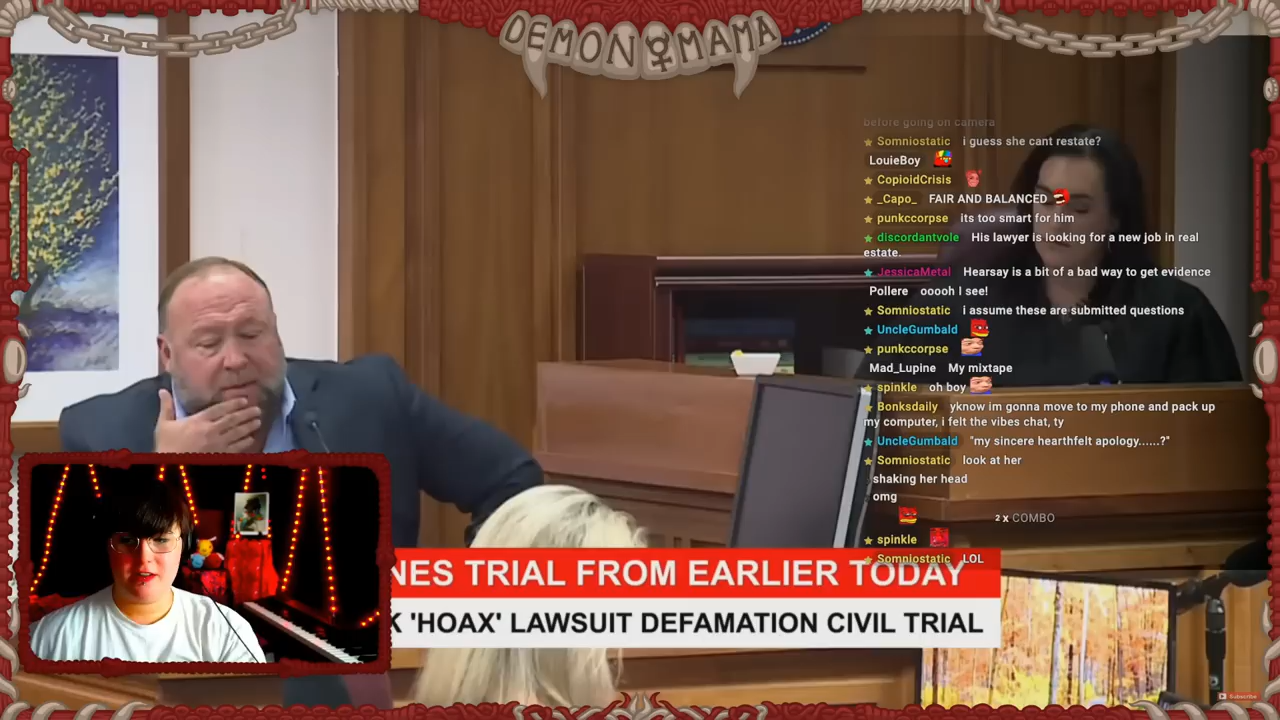 DEMON MAMA
before going on camera
Somniostatic i guess she cant restate?
LouieBoy
CopioidCrisis
_Capo_ FAIR AND BALANCED
punkccorpse its too smart for him
discordantvole His lawyer is looking for a new job in real
estate.
JessicaMetal Hearsay is a bit of a bad way to get evidence
Pollere ooooh I see!
Somniostatic i assume these are submitted questions
UncleGumbald
punkccorpse
Mad_Lupine My mixtape
spinkle oh boy
Bonksdaily yknow im gonna move to my phone and pack up
my computer, i felt the vibes chat, ty
UncleGumbald "my sincere hearthfelt apology......?"
Somniostatic look at her
shaking her head
omg
2 x COMBO
spinkle
Somniostatic LOL
NES TRIAL FROM EARLIER TODAY
K 'HOAX' LAWSUIT DEFAMATION CIVIL TRIAL
Subscribe